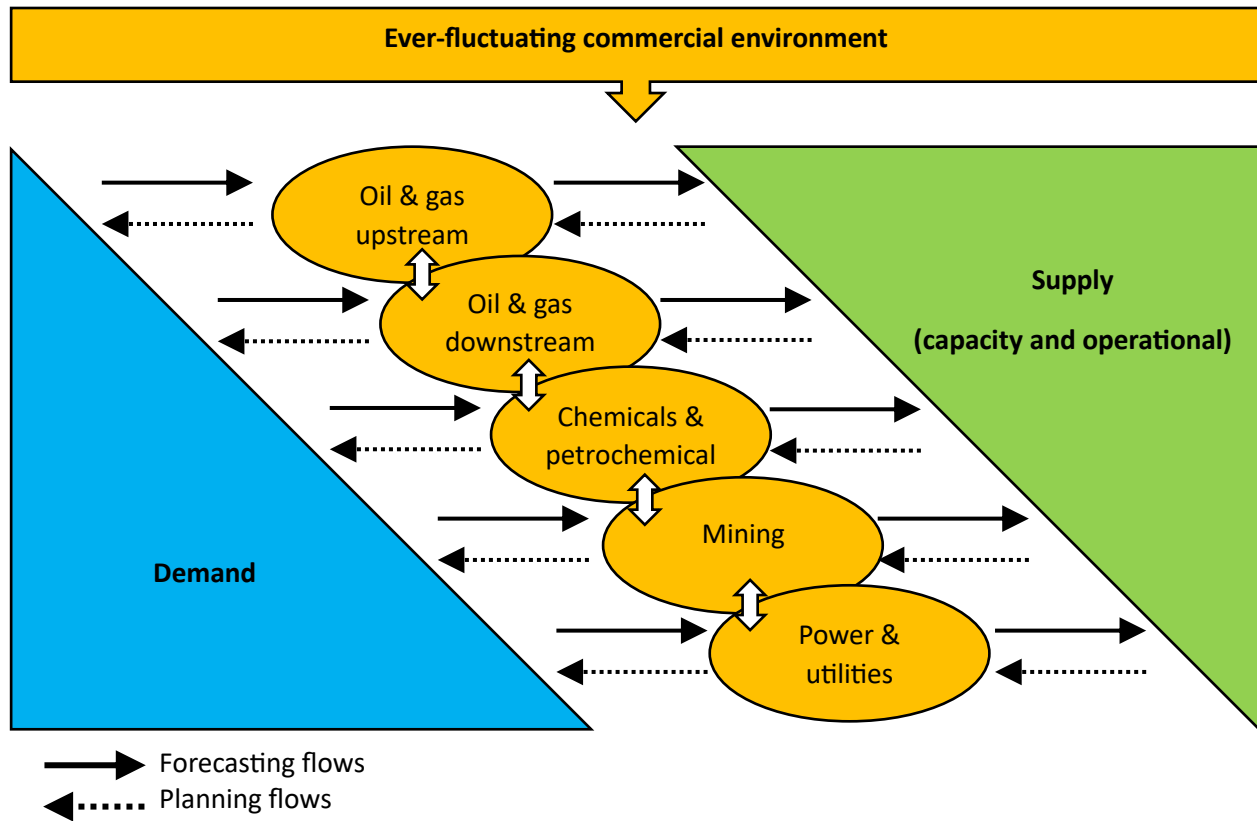 Ever-fluctuating commercial environment
Oil & gas
upstream
Oil & gas
downstream
Supply
(capacity and operational)
Chemicals &
petrochemical
Mining
Demand
Power &
utilities
Forecasting flows
Planning flows